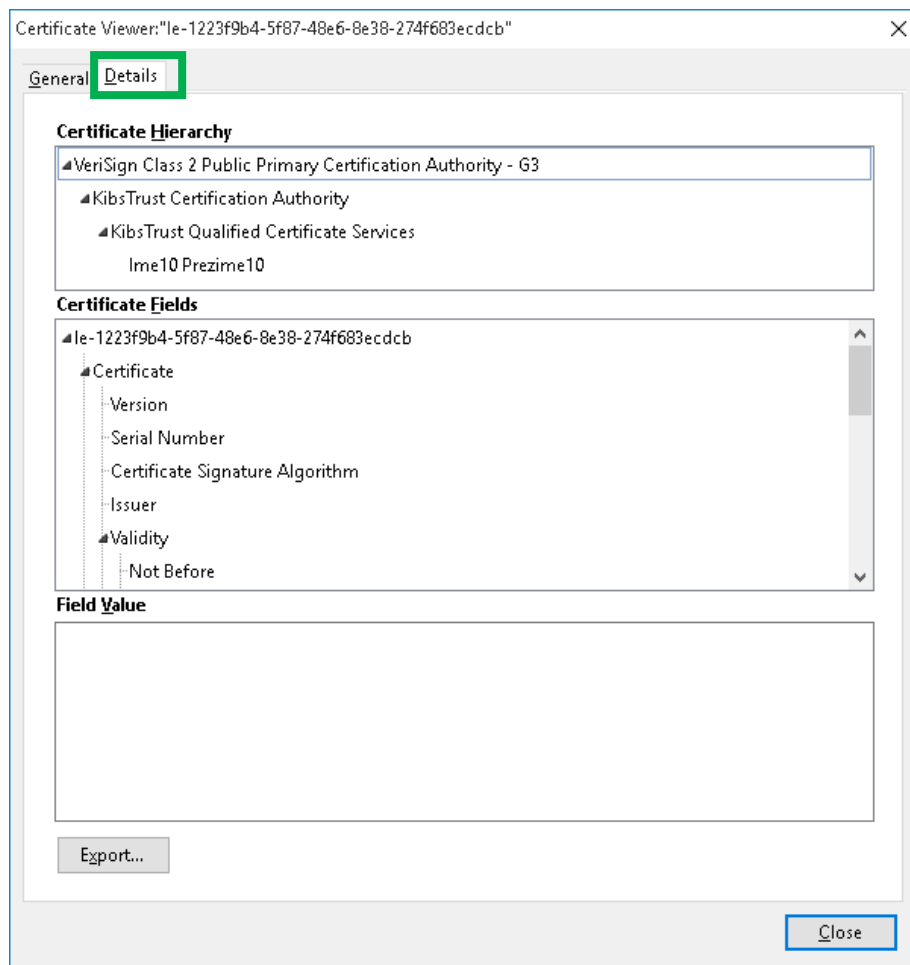 Certificate Viewer:"le-1223f9b4-5f87-48e6-8e38-274f683ecdcb"
General Details
Certificate Hierarchy
VeriSign Class 2 Public Primary Certification Authority - G3
KibsTrust Certification Authority
KibsTrust Qualified Certificate Services
Ime10 Prezime10
Certificate Fields
le-1223f9b4-5f87-48e6-8e38-274f683ecdcb
Certificate
Version
Serial Number
Certificate Signature Algorithm
Issuer
Validity
Not Before
Field Value
Export...
Close